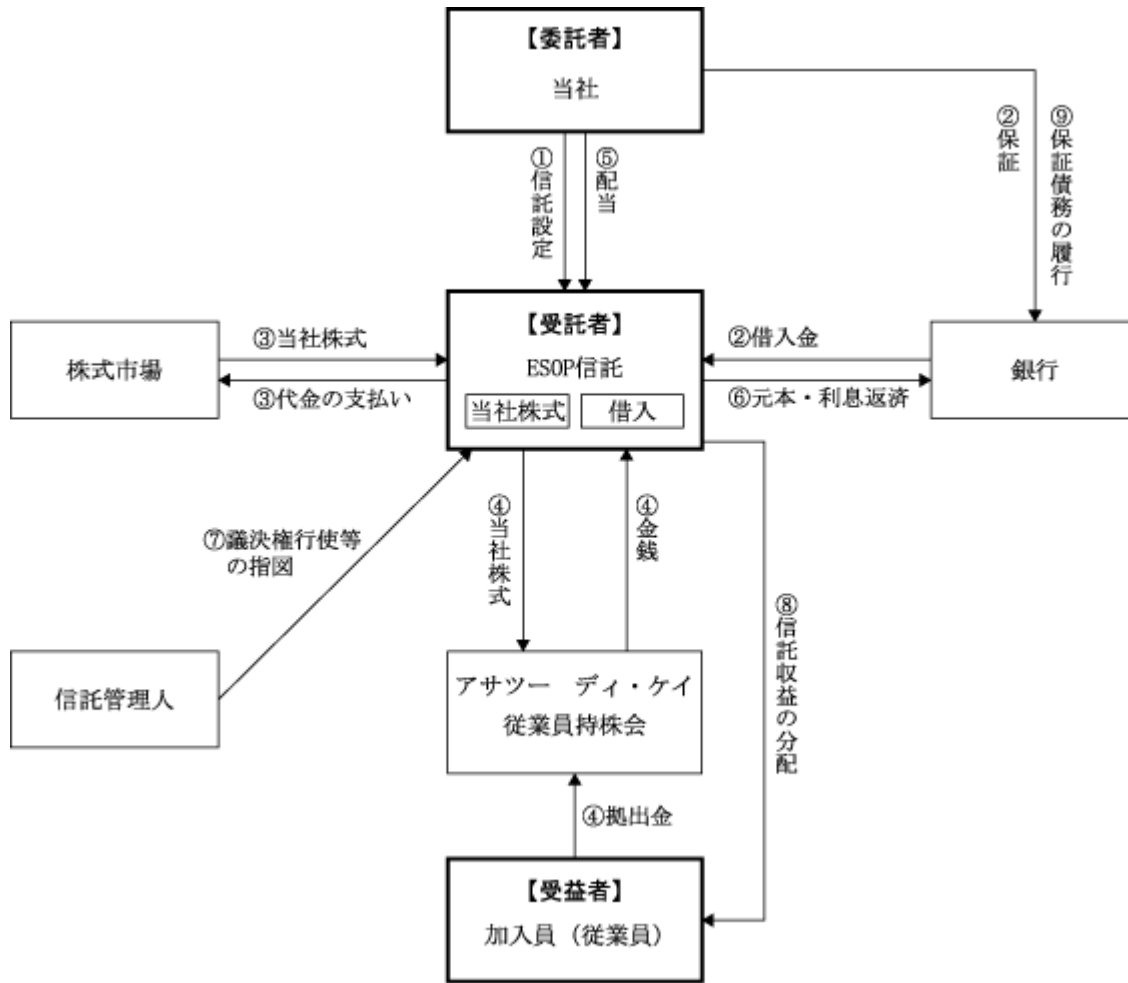 【委託者】
当社
①信託設定
⑤配当
②保証
⑨保証債務の履行
株式市場
③当社株式
③代金の支払い
【受託者】
ESOP信託
当社株式
借入
②借入金
⑥元本・利息返済
銀行
⑦議決権行使等
の指図
④当社株式
④金銭
⑧信託収益の分配
信託管理人
アサツー ディ・ケイ
従業員持株会
④拠出金
【受益者】
加入員（従業員）